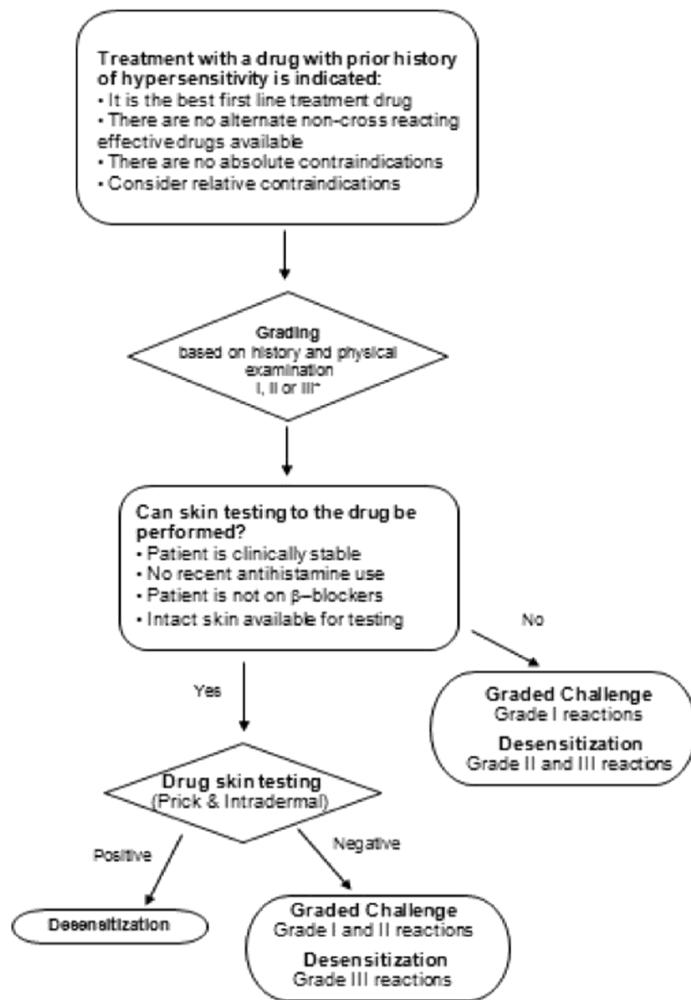 Treatment with a drug with prior history
of hypersensitivity is indicated:
• It is the best first line treatment drug
• There are no alternate non-cross reacting
effective drugs available
• There are no absolute contraindications
• Consider relative contraindications
Grading
based on history and physical
examination
I, II or III*
Can skin testing to the drug be
performed?
• Patient is clinically stable
• No recent antihistamine use
• Patient is not on β–blockers
• Intact skin available for testing
No
Yes
Graded Challenge
Grade I reactions
Desensitization
Grade II and III reactions
Drug skin testing
(Prick & Intradermal)
Positive
Negative
Desensitization
Graded Challenge
Grade I and II reactions
Desensitization
Grade III reactions